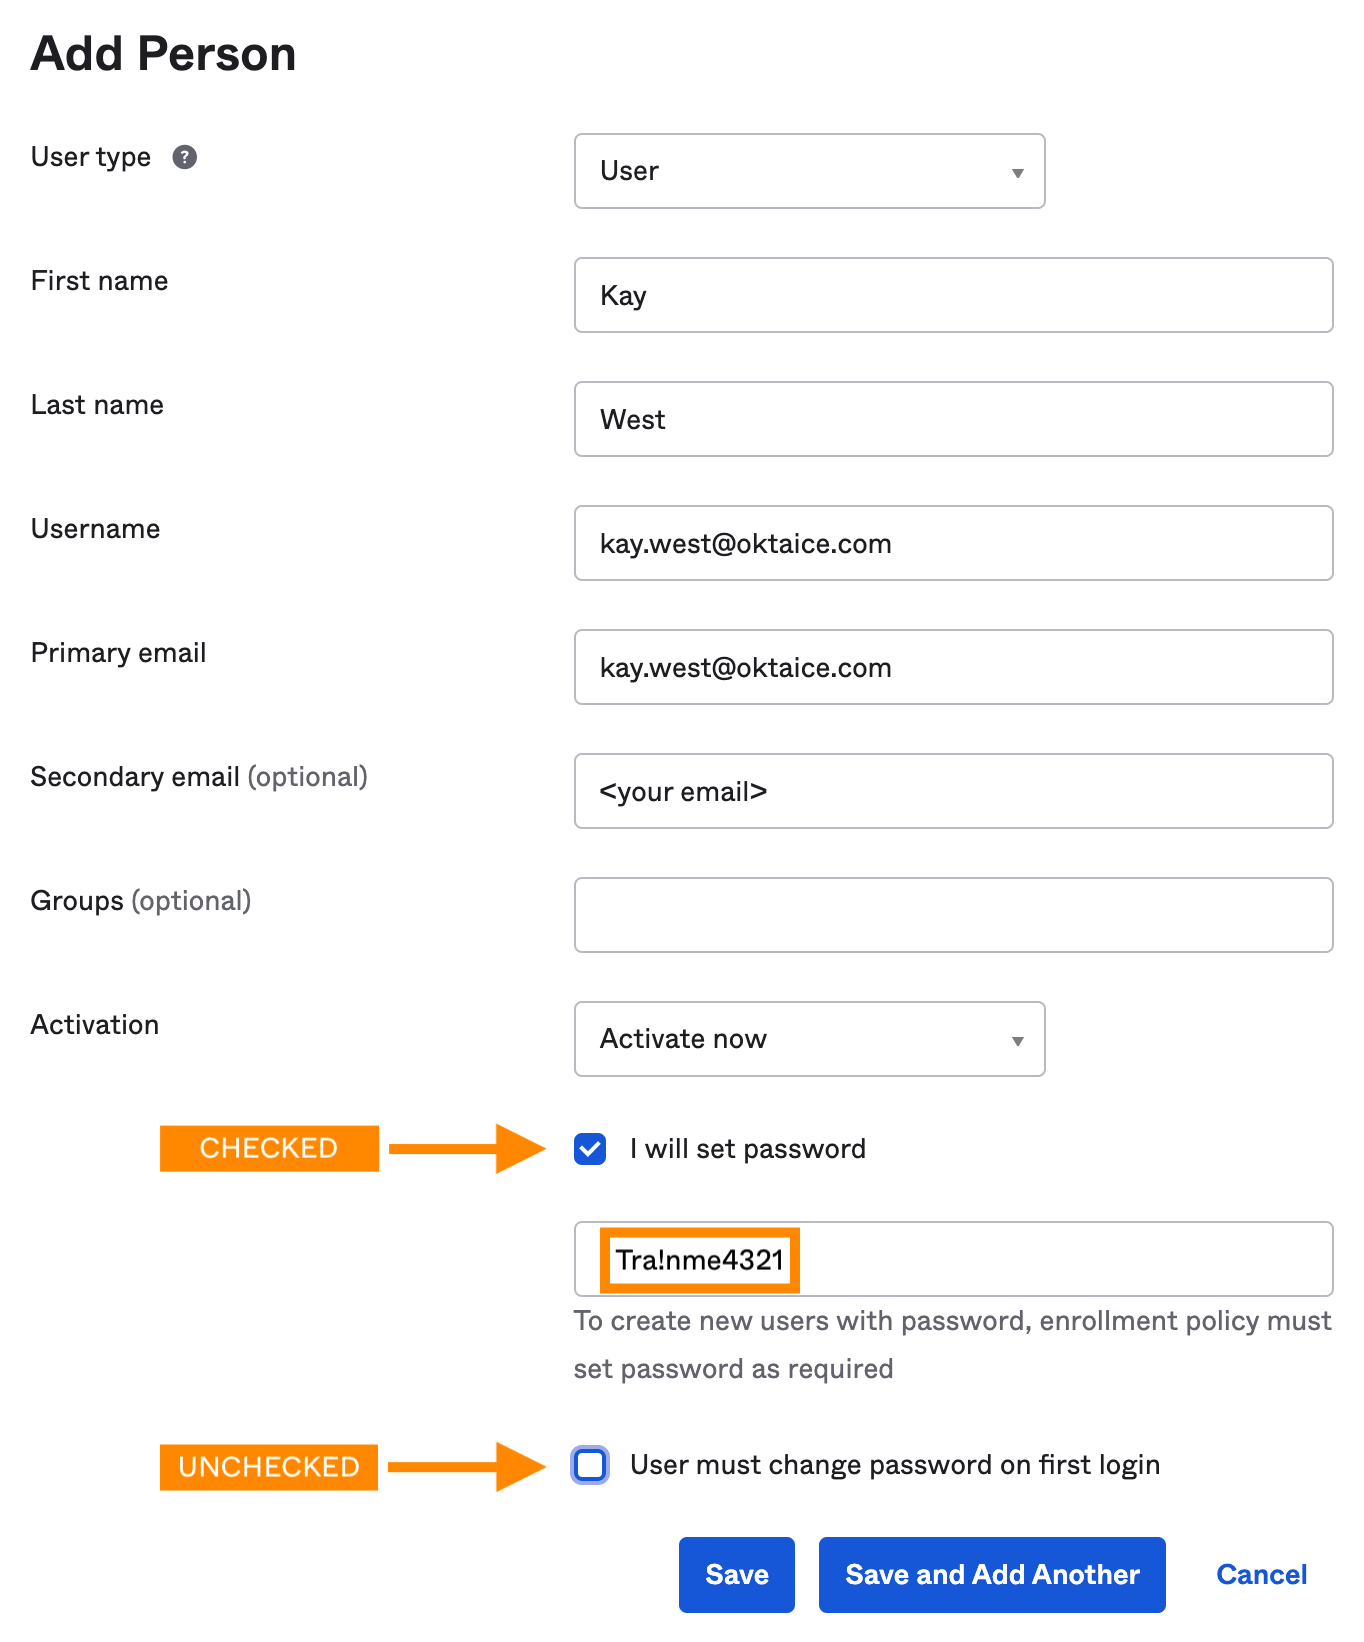 Add Person
User type ?
User
First name
Kay
Last name
West
Username
kay.west@oktaice.com
Primary email
kay.west@oktaice.com
Secondary email (optional)
<your email>
Groups (optional)
Activation
Activate now
CHECKED
I will set password
Tra!nme4321
To create new users with password, enrollment policy must
set password as required
UNCHECKED
User must change password on first login
Save
Save and Add Another
Cancel